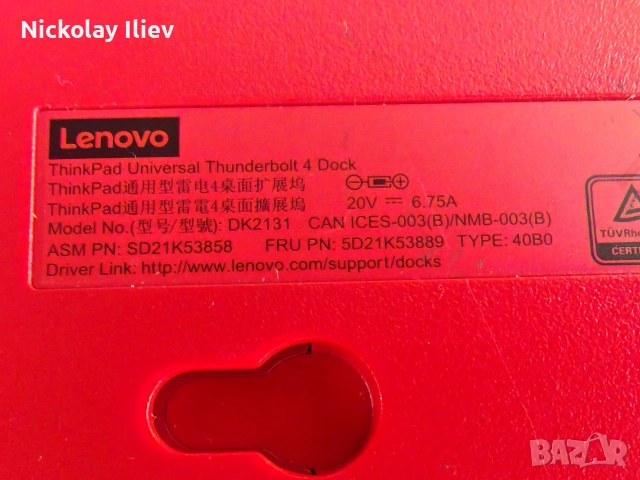 Nickolay Iliev
Lenovo
ThinkPad Universal Thunderbolt 4 Dock
ThinkPad通用型雷电4桌面扩展坞
ThinkPad通用型雷電4桌面擴展塢
20V 6.75A
Model No.(型号/型號): DK2131 CAN ICES-003(B)/NMB-003(B)
ASM PN: SD21K53858 FRU PN: 5D21K53889 TYPE: 40B0
Driver Link: http://www.lenovo.com/support/docks
TÜVRhe
CERTI
BAZAR